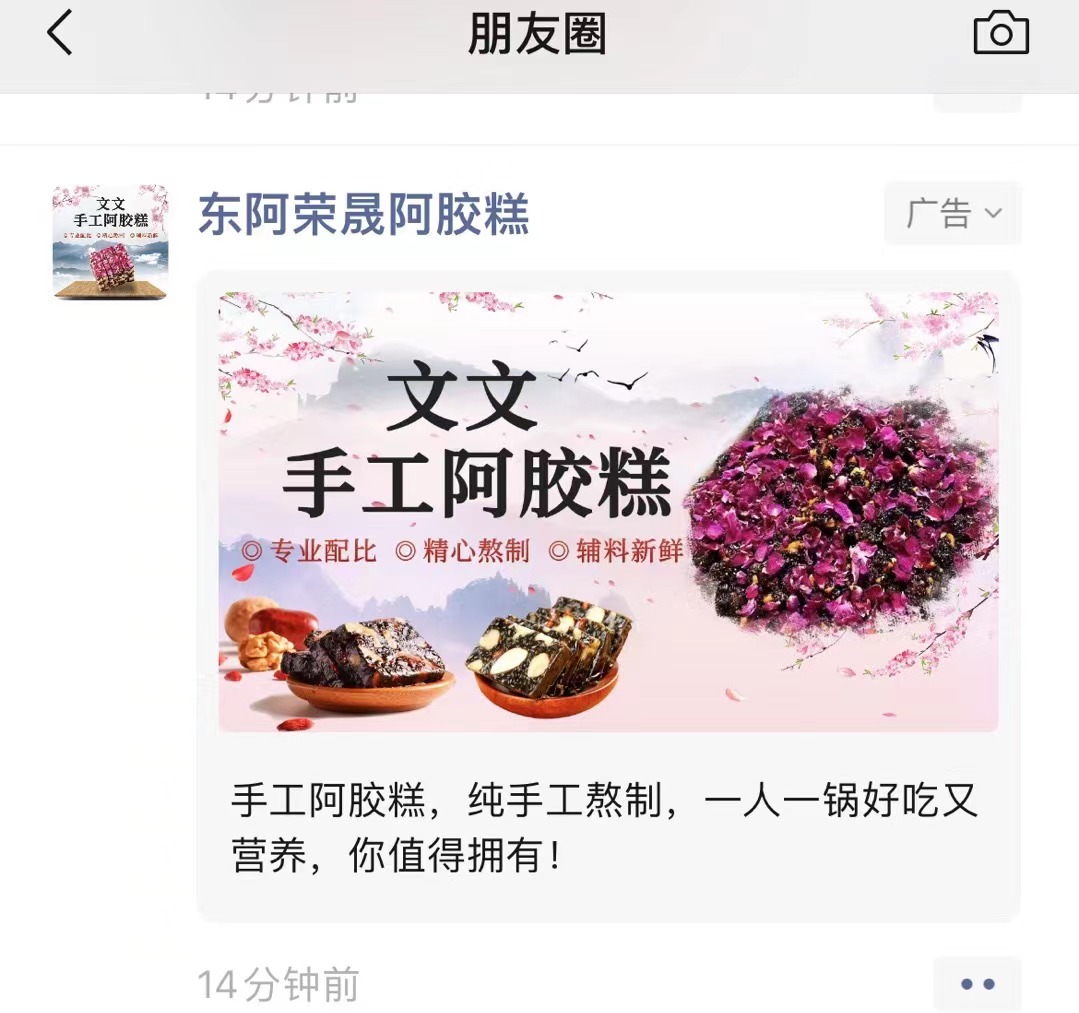 朋友圈
14分钟前
文文
手工阿胶糕
东阿荣晟阿胶糕
广告
文文
手工阿胶糕
◎专业配比 ◎精心熬制 ◎辅料新鲜
手工阿胶糕，纯手工熬制，一人一锅好吃又
营养，你值得拥有！
14分钟前